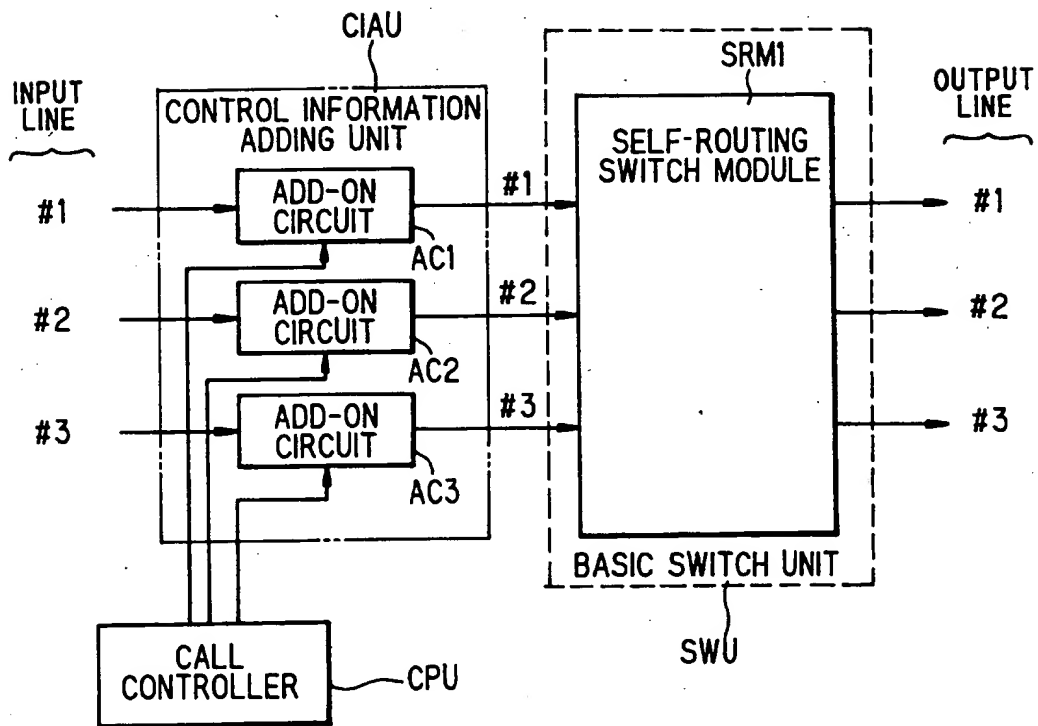 CIAU
SRM1
INPUT
LINE
OUTPUT
LINE
CONTROL INFORMATION
ADDING UNIT
SELF-ROUTING
SWITCH MODULE
#1
ADD-ON
CIRCUIT
AC1
#1
#1
#2
ADD-ON
CIRCUIT
AC2
#2
#2
#3
ADD-ON
CIRCUIT
AC3
#3
#3
BASIC SWITCH UNIT
SWU
CALL
CONTROLLER
CPU